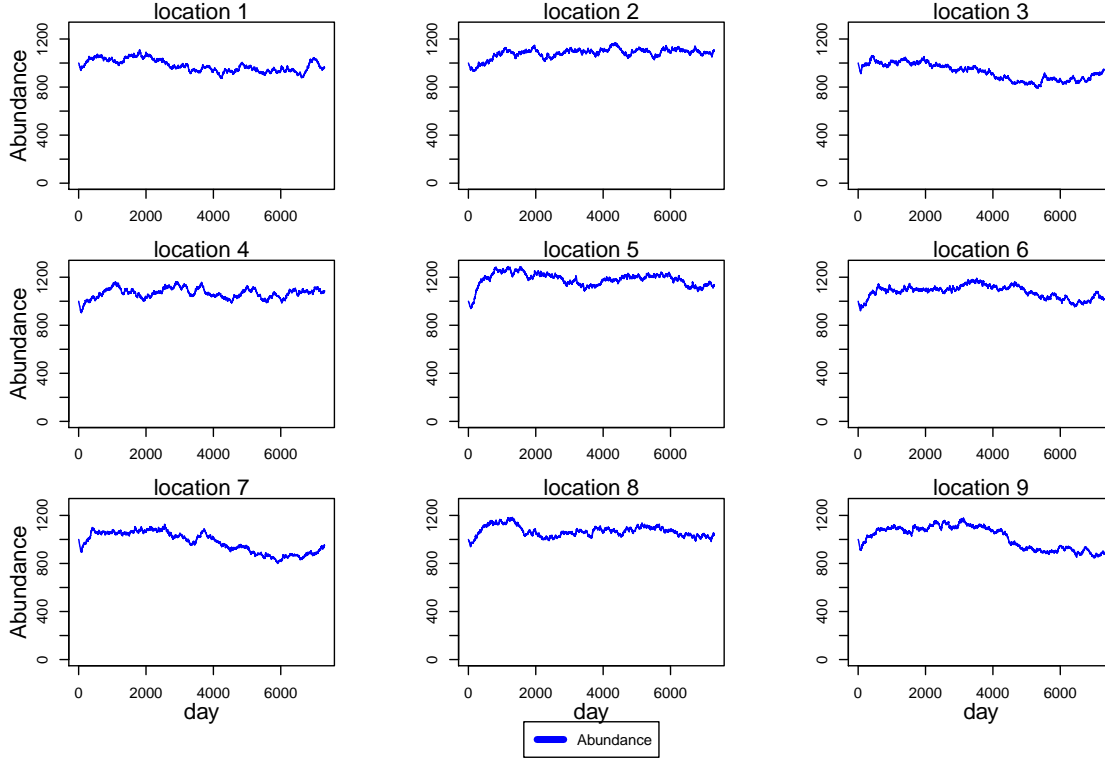 location 1
location 2
location 3
Abundance
0 400 800 1200
0 2000 4000 6000
0 400 800 1200
0 2000 4000 6000
0 400 800 1200
0 2000 4000 6000
location 4
location 5
location 6
Abundance
0 400 800 1200
0 2000 4000 6000
0 400 800 1200
0 2000 4000 6000
0 400 800 1200
0 2000 4000 6000
location 7
location 8
location 9
Abundance
0 400 800 1200
0 2000 4000 6000
day
0 400 800 1200
0 2000 4000 6000
day
0 400 800 1200
0 2000 4000 6000
day
Abundance